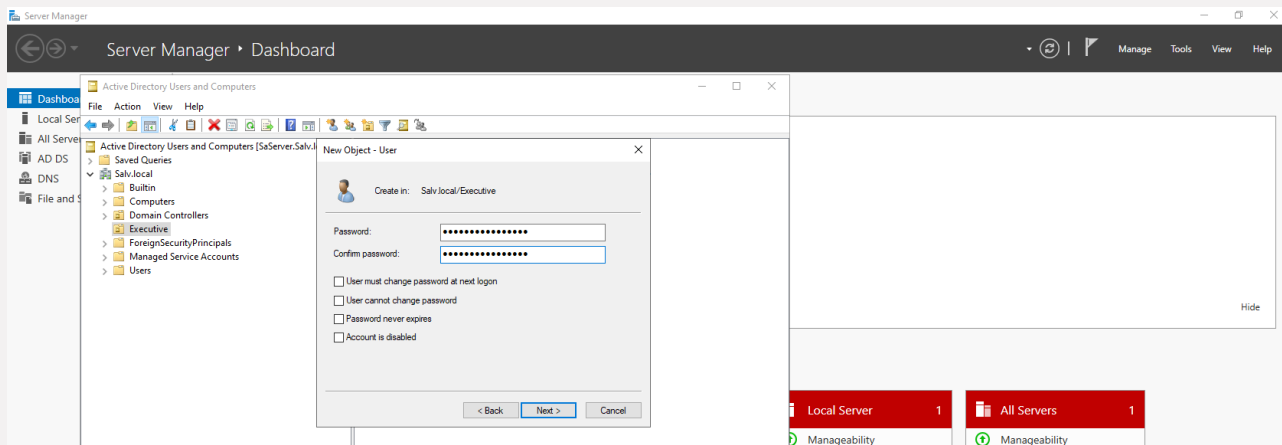 Server Manager
Server Manager • Dashboard
Manage Tools View Help
Active Directory Users and Computers
File Action View Help
Dashboa
Local Ser
All Server
AD DS
DNS
File and S
Active Directory Users and Computers [SaServer.Salv.l
Saved Queries
Salv.local
Builtin
Computers
Domain Controllers
Executive
ForeignSecurityPrincipals
Managed Service Accounts
Users
New Object - User
Create in: Salv.local/Executive
Password:
Confirm password:
User must change password at next logon
User cannot change password
Password never expires
Account is disabled
< Back Next > Cancel
Hide
Local Server 1
Manageability
All Servers 1
Manageability